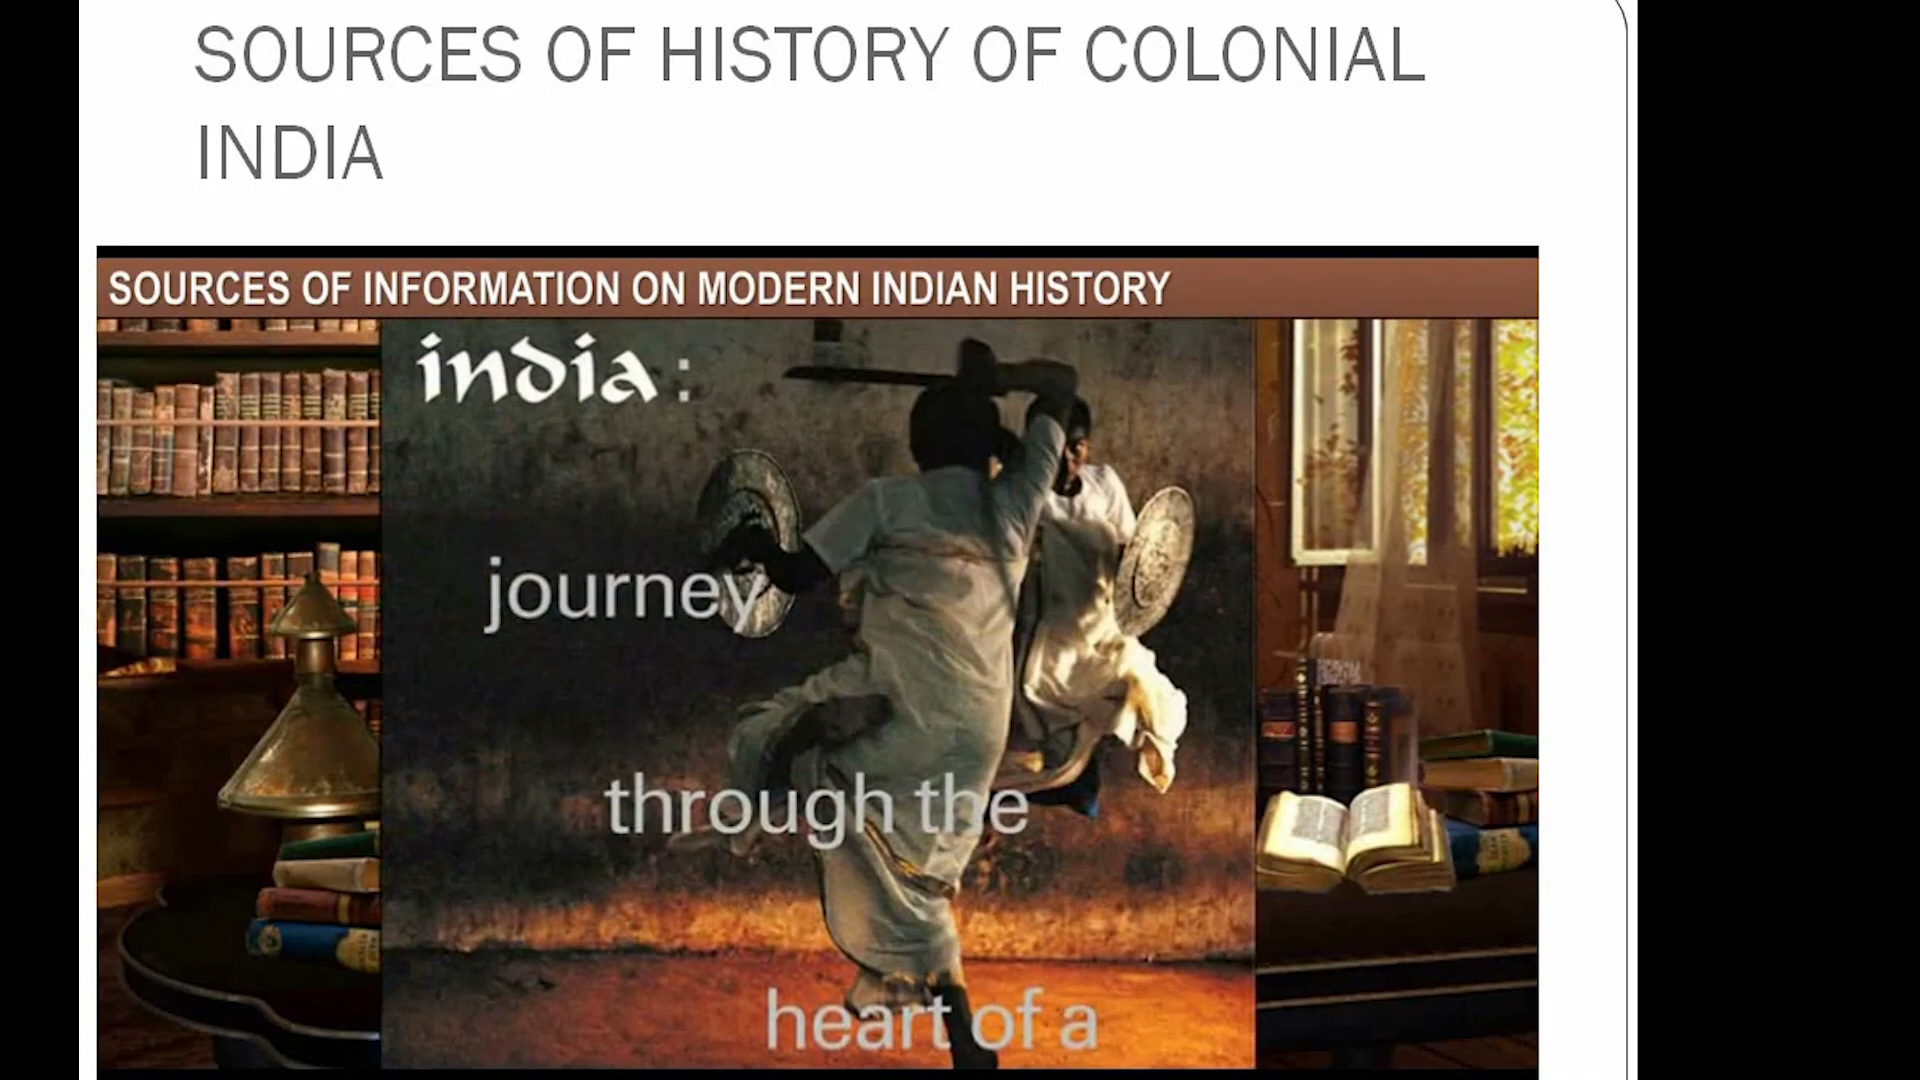 SOURCES OF HISTORY OF COLONIAL
INDIA
SOURCES OF INFORMATION ON MODERN INDIAN HISTORY
india :
journey
through the
heart of a